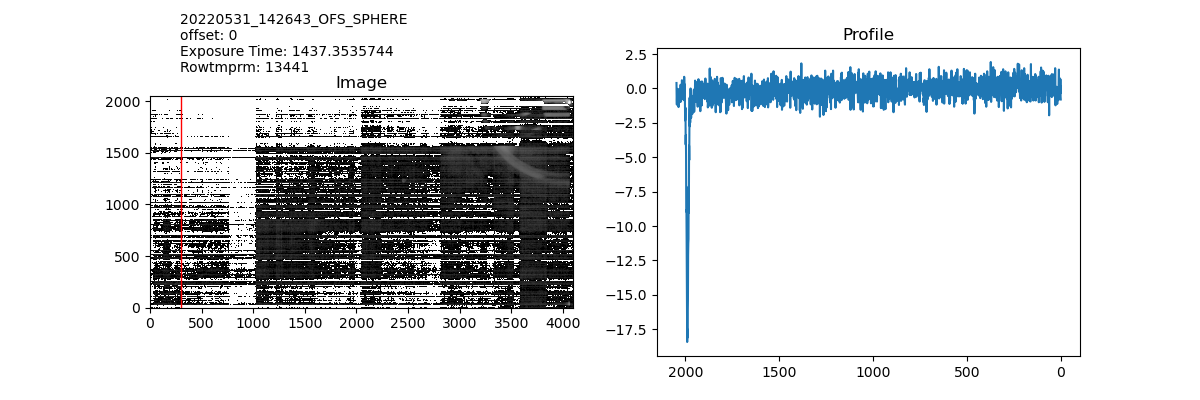 20220531_142643_OFS_SPHERE
offset: 0
Exposure Time: 1437.3535744
Rowtmprm: 13441
Image
2000
1500
1000
500
0
0 500 1000 1500 2000 2500 3000 3500 4000
Profile
2.5
0.0
−2.5
−5.0
−7.5
−10.0
−12.5
−15.0
−17.5
2000 1500 1000 500 0